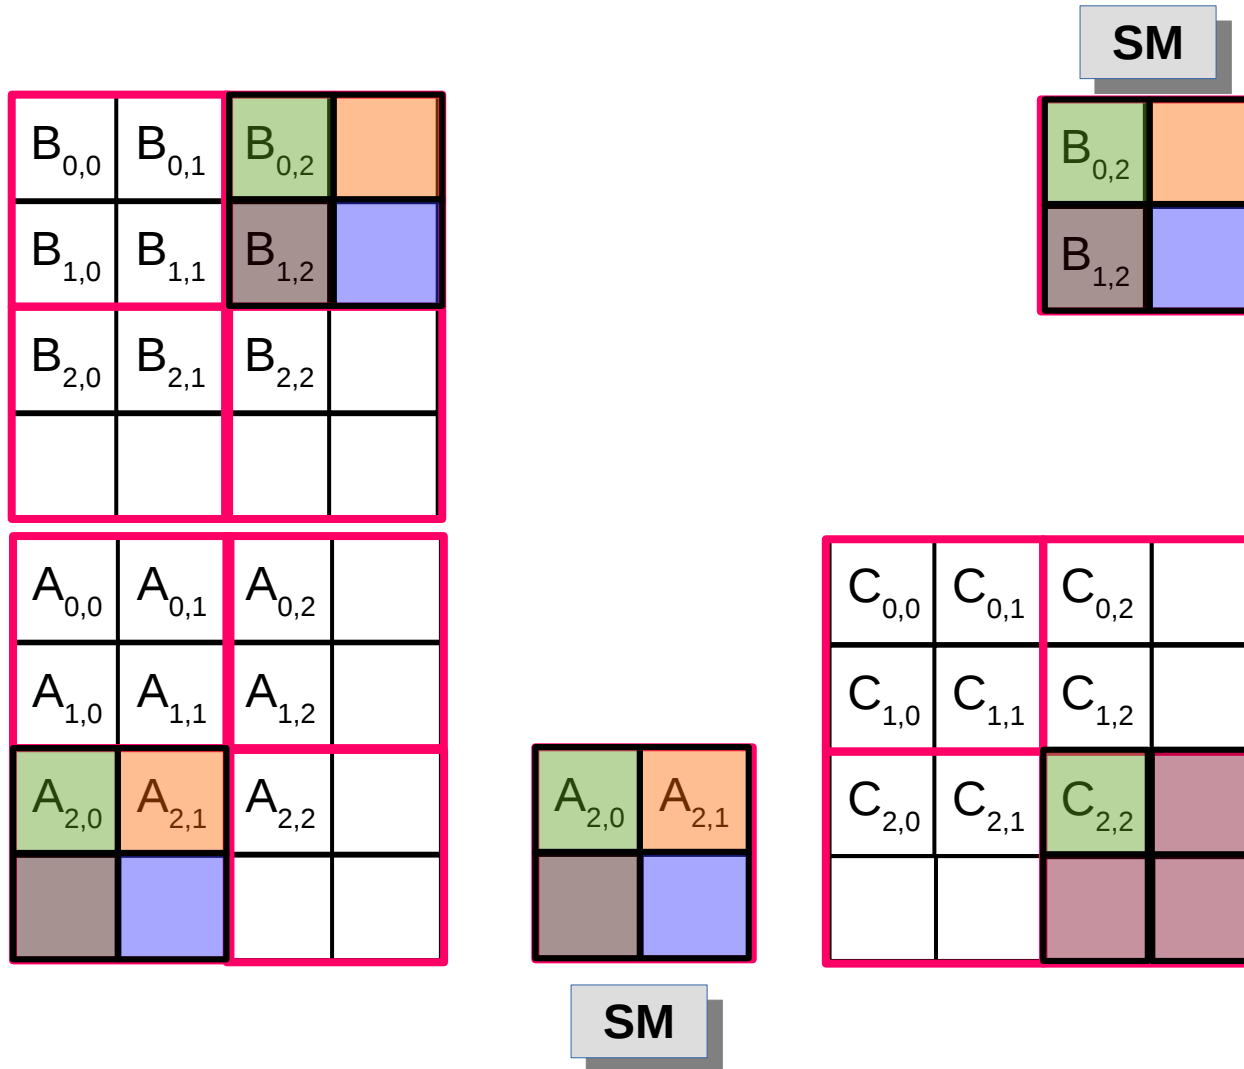 SM
B0,0 B0,1 B0,2
B0,2
B1,0 B1,1 B1,2
B1,2
B2,0 B2,1 B2,2
A0,0 A0,1 A0,2
C0,0 C0,1 C0,2
A1,0 A1,1 A1,2
C1,0 C1,1 C1,2
A2,0 A2,1 A2,2
A2,0 A2,1
C2,0 C2,1 C2,2
SM